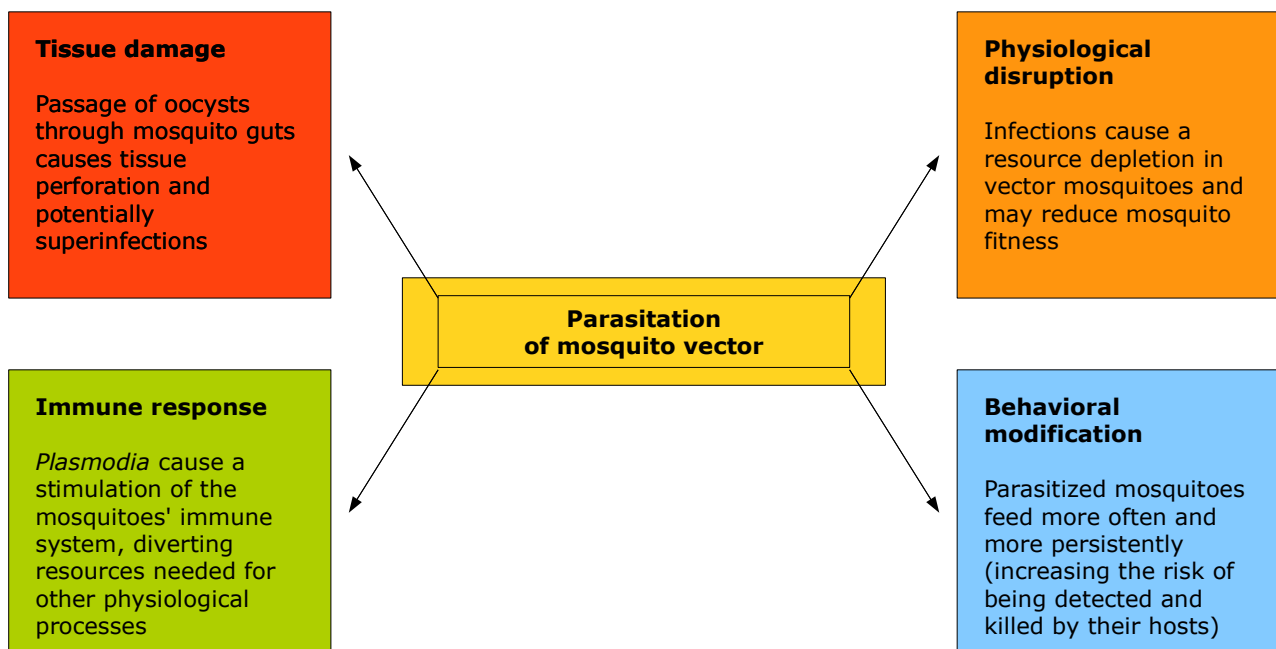 Tissue damage
Passage of oocysts
through mosquito guts
causes tissue
perforation and
potentially
superinfections
Physiological
disruption
Infections cause a
resource depletion in
vector mosquitoes and
may reduce mosquito
fitness
Parasitation
of mosquito vector
Immune response
Plasmodia cause a
stimulation of the
mosquitoes' immune
system, diverting
resources needed for
other physiological
processes
Behavioral
modification
Parasitized mosquitoes
feed more often and
more persistently
(increasing the risk of
being detected and
killed by their hosts)